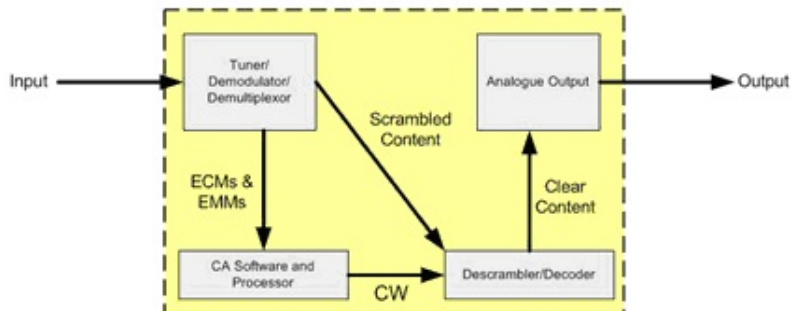 Input
Tuner/
Demodulator/
Demultiplexor
Analogue Output
Output
Scrambled
Content
ECMs &
EMMs
Clear
Content
CA Software and
Processor
CW
Descrambler/Decoder